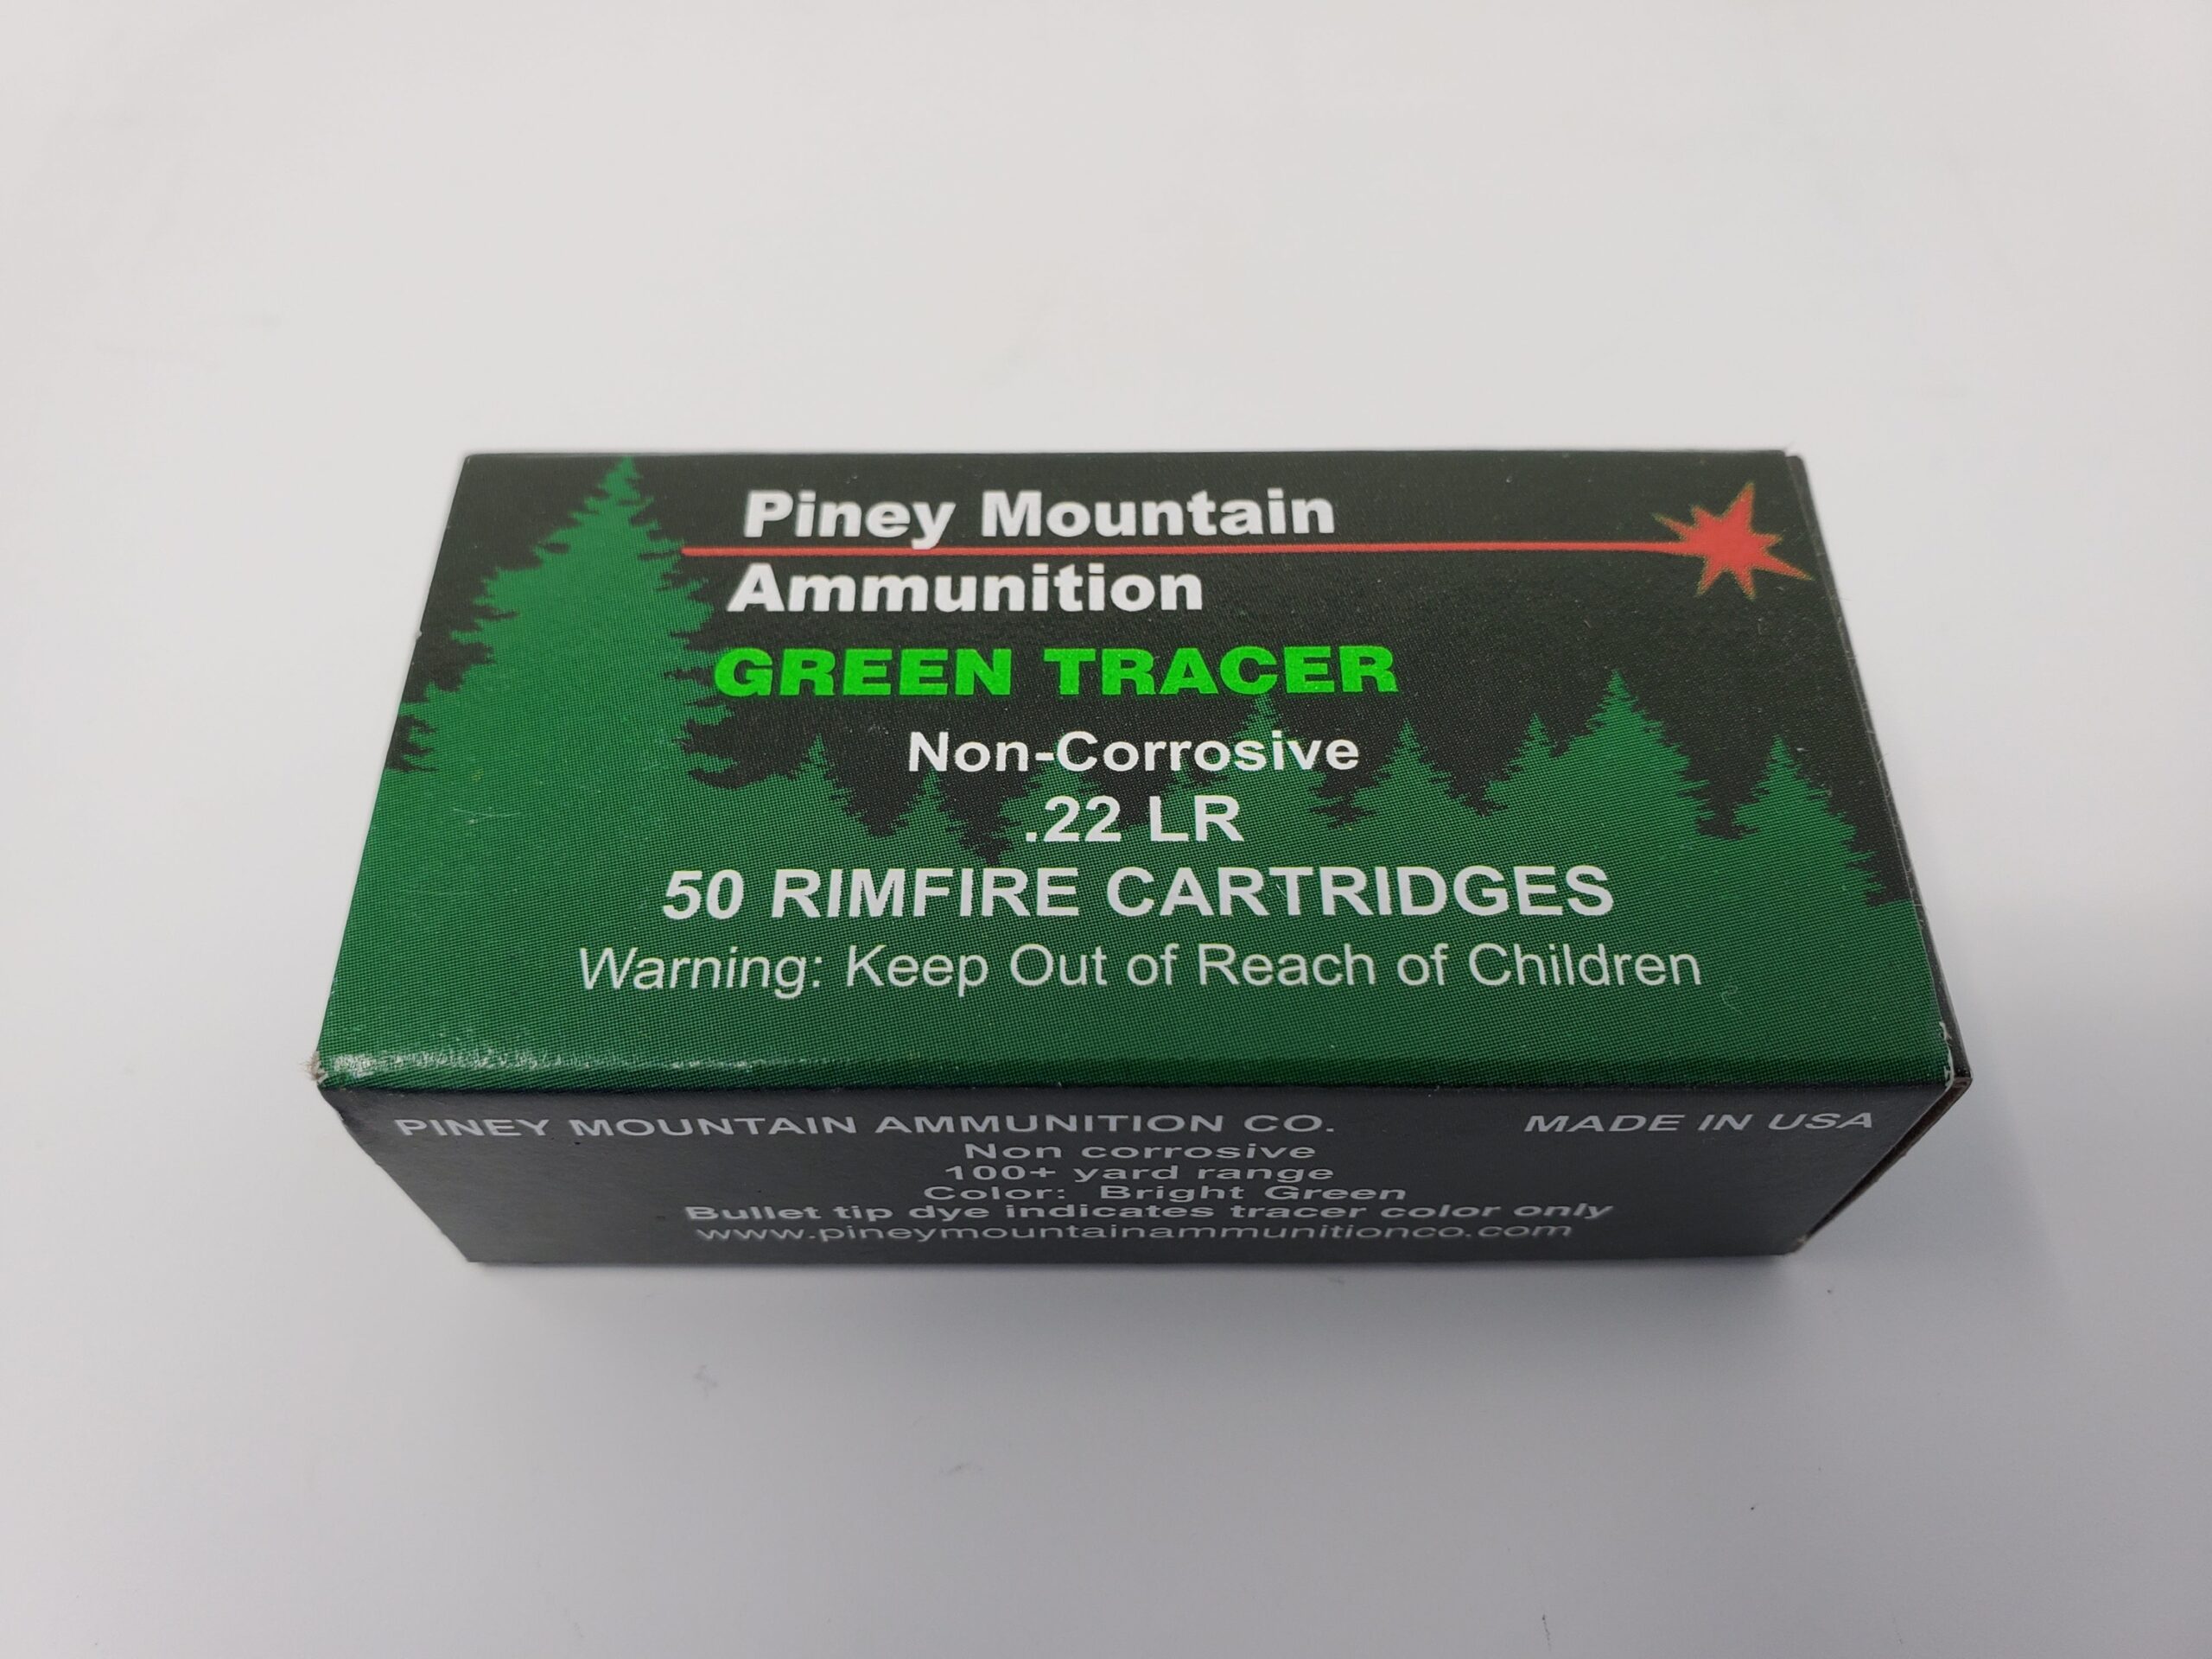 Piney Mountain
Ammunition
GREEN TRACER
Non-Corrosive
.22 LR
50 RIMFIRE CARTRIDGES
Warning: Keep Out of Reach of Children
PINEY MOUNTAIN AMMUNITION CO. MADE IN USA
Non corrosive
100+ yard range
Color: Bright Green
Bullet tip dye indicates tracer color only
www.pineymountainammunitionco.com